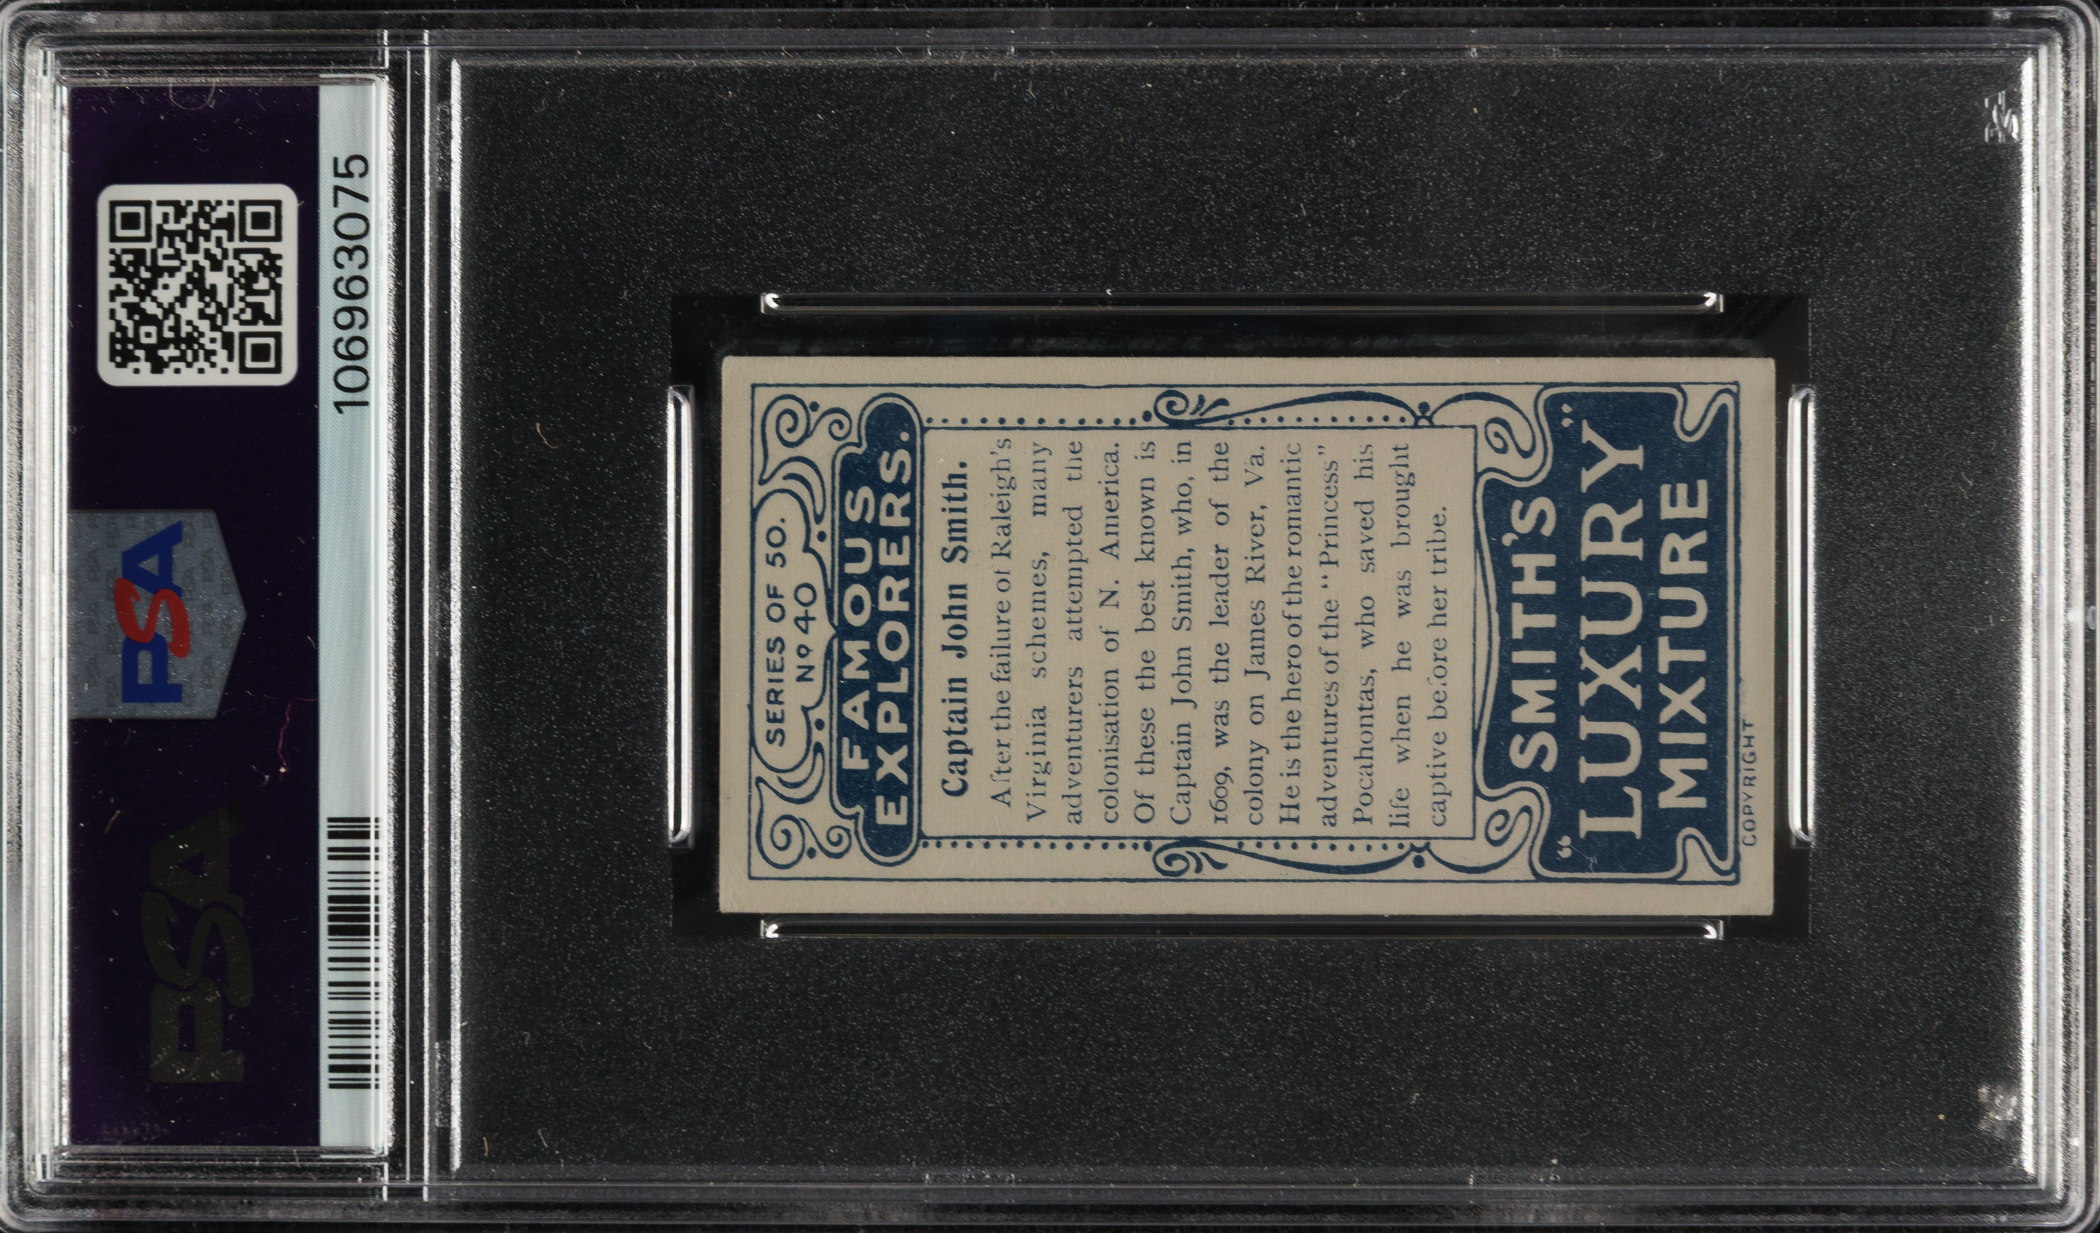 PSA
PSA
106963075
SERIES OF 50.
Nº 40
FAMOUS
EXPLORERS.
Captain John Smith.
After the failure of Raleigh's
Virginia schemes, many
adventurers attempted the
colonisation of N. America.
Of these the best known is
Captain John Smith, who, in
1609, was the leader of the
colony on James River, Va.
He is the hero of the romantic
adventures of the “Princess”
Pocahontas, who saved his
life when he was brought
captive before her tribe.
SMITH'S
“LUXURY”
MIXTURE
COPYRIGHT